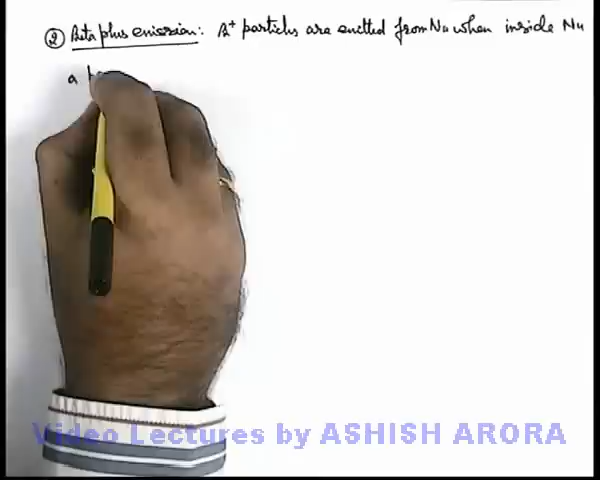 ② Beta plus emission: β⁺ particles are emitted from Nu when inside Nu
a
Video Lectures by ASHISH ARORA